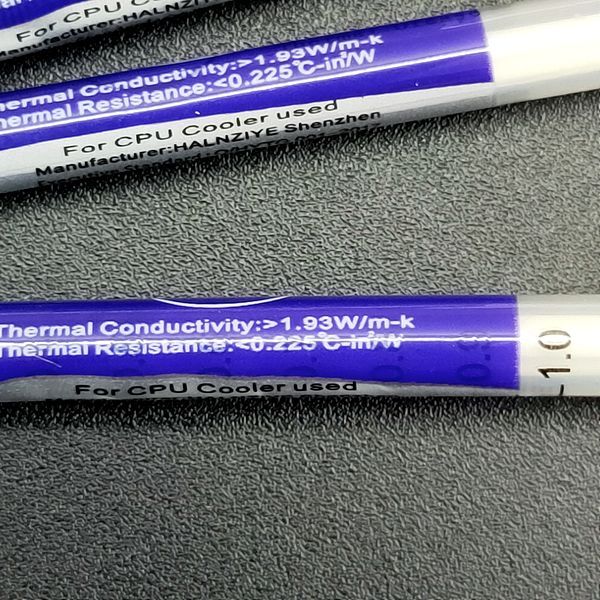 For CPU Cooler
Manufacturer:HALNZIYE
Thermal Conductivity:>1.93W/m-k
Thermal Resistance:<0.225℃-in²/W
For CPU Cooler used
Manufacturer:HALNZIYE Shenzhen
Thermal Conductivity:>1.93W/m-k
Thermal Resistance:<0.225℃-in²/W
For CPU Cooler used
1.0